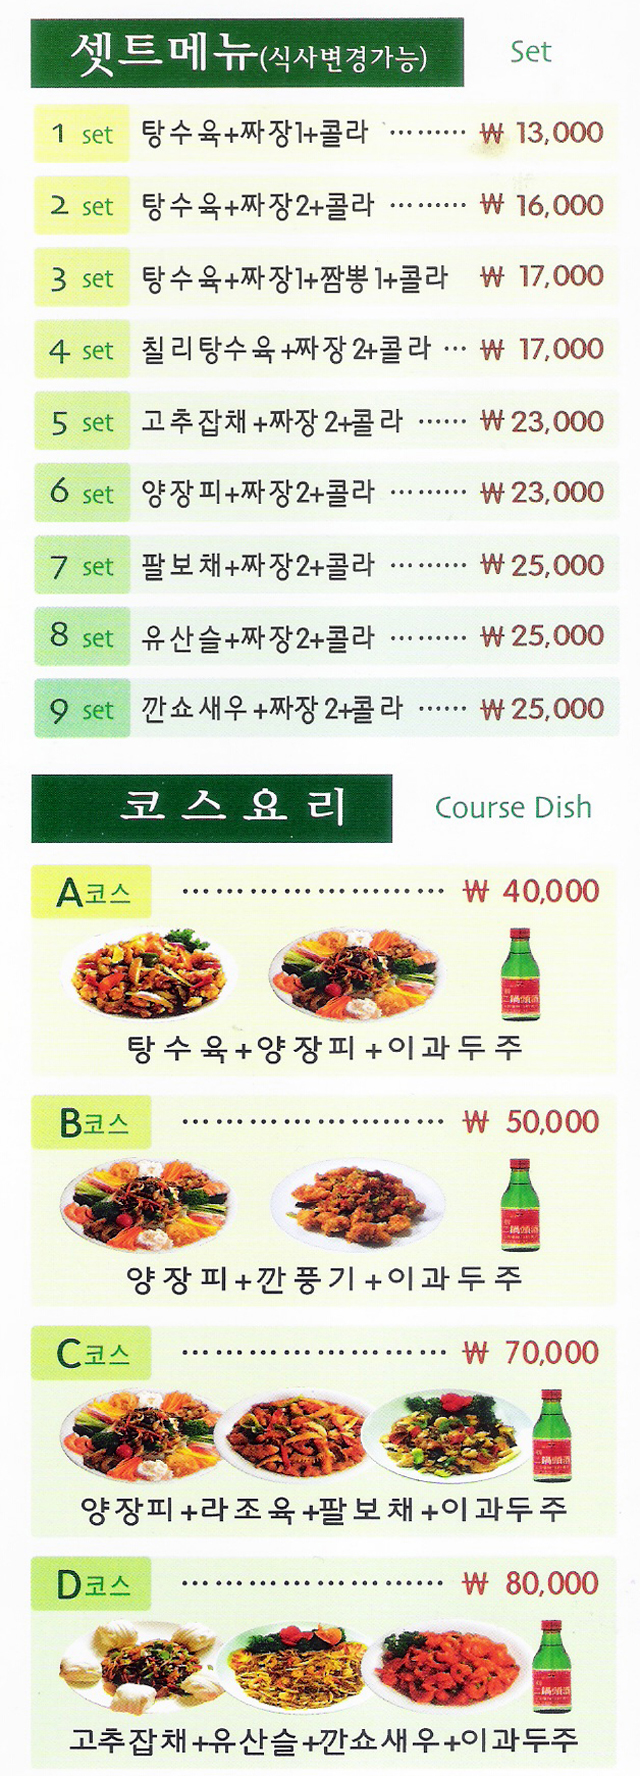 셋트메뉴(식사변경가능) Set
1 set 탕수육+짜장1+콜라 ········· ₩ 13,000
2 set 탕수육+짜장2+콜라 ········· ₩ 16,000
3 set 탕수육+짜장1+짬뽕1+콜라 ₩ 17,000
4 set 칠리탕수육+짜장2+콜라 ··· ₩ 17,000
5 set 고추잡채+짜장2+콜라 ······ ₩ 23,000
6 set 양장피+짜장2+콜라 ········· ₩ 23,000
7 set 팔보채+짜장2+콜라 ········· ₩ 25,000
8 set 유산슬+짜장2+콜라 ········· ₩ 25,000
9 set 깐쇼새우+짜장2+콜라 ······ ₩ 25,000
코스요리 Course Dish
A코스 ························ ₩ 40,000
탕수육+양장피+이과두주
B코스 ························ ₩ 50,000
양장피+깐풍기+이과두주
C코스 ························ ₩ 70,000
양장피+라조육+팔보채+이과두주
D코스 ························ ₩ 80,000
고추잡채+유산슬+깐쇼새우+이과두주